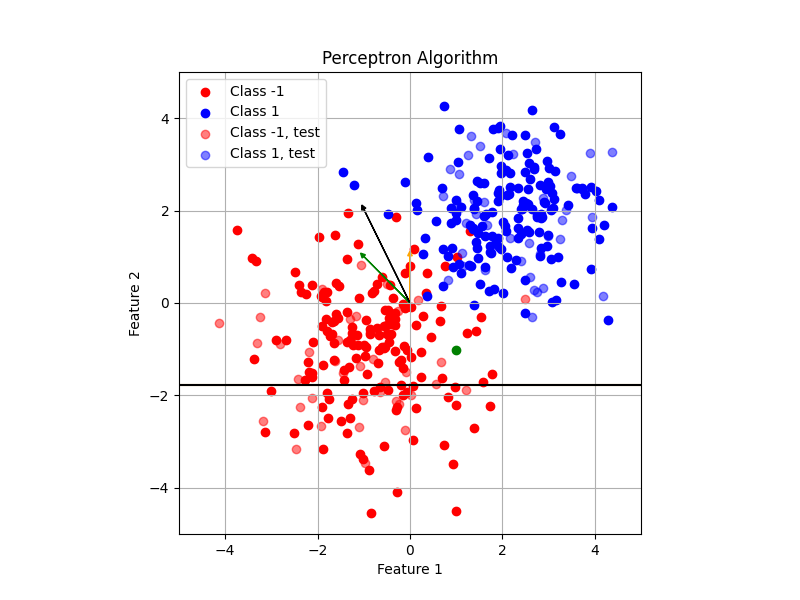 Perceptron Algorithm
Class -1
Class 1
Class -1, test
Class 1, test
Feature 2
4
2
0
−2
−4
−4
−2
0
2
4
Feature 1